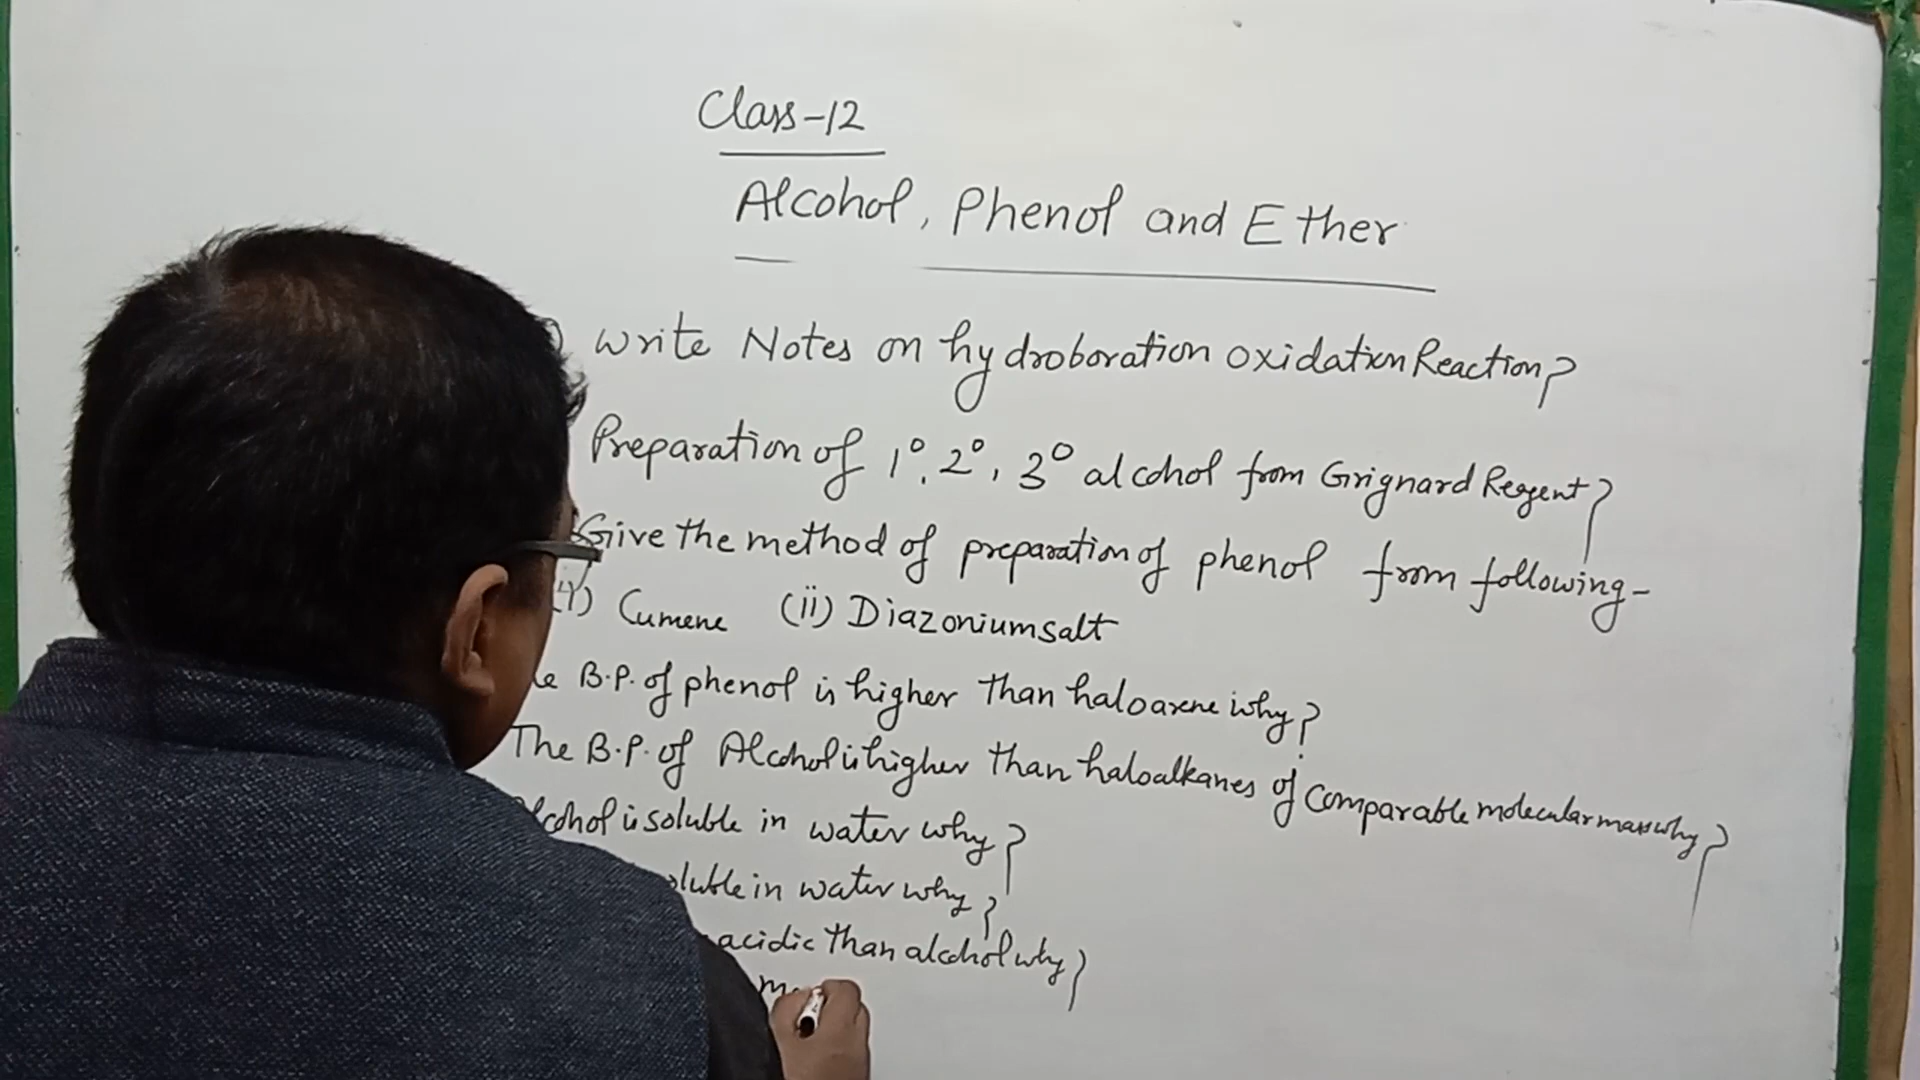 Class-12
Alcohol, Phenol and Ether
Write Notes on hydroboration oxidation Reaction?
Preparation of 1°, 2°, 3° alcohol from Grignard Regent?
Give the method of preparation of phenol from following-
(i) Cumene (ii) Diazonium salt
B.P. of phenol is higher than haloarene why?
The B.P. of Alcohol is higher than haloalkanes of comparable molecular mass why?
Alcohol is soluble in water why?
in water why?
acidic than alcohol why?